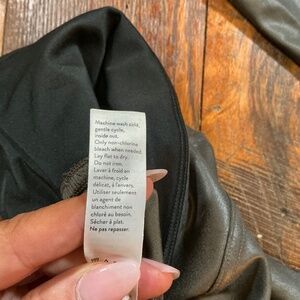 Machine wash cold,
gentle cycle,
inside out.
Only non-chlorine
bleach when needed.
Lay flat to dry.
Do not iron.
Laver à froid en
machine, cycle
délicat, à l'envers.
Utiliser seulement
un agent de
blanchiment non
chloré au besoin.
Sécher à plat.
Ne pas repasser.